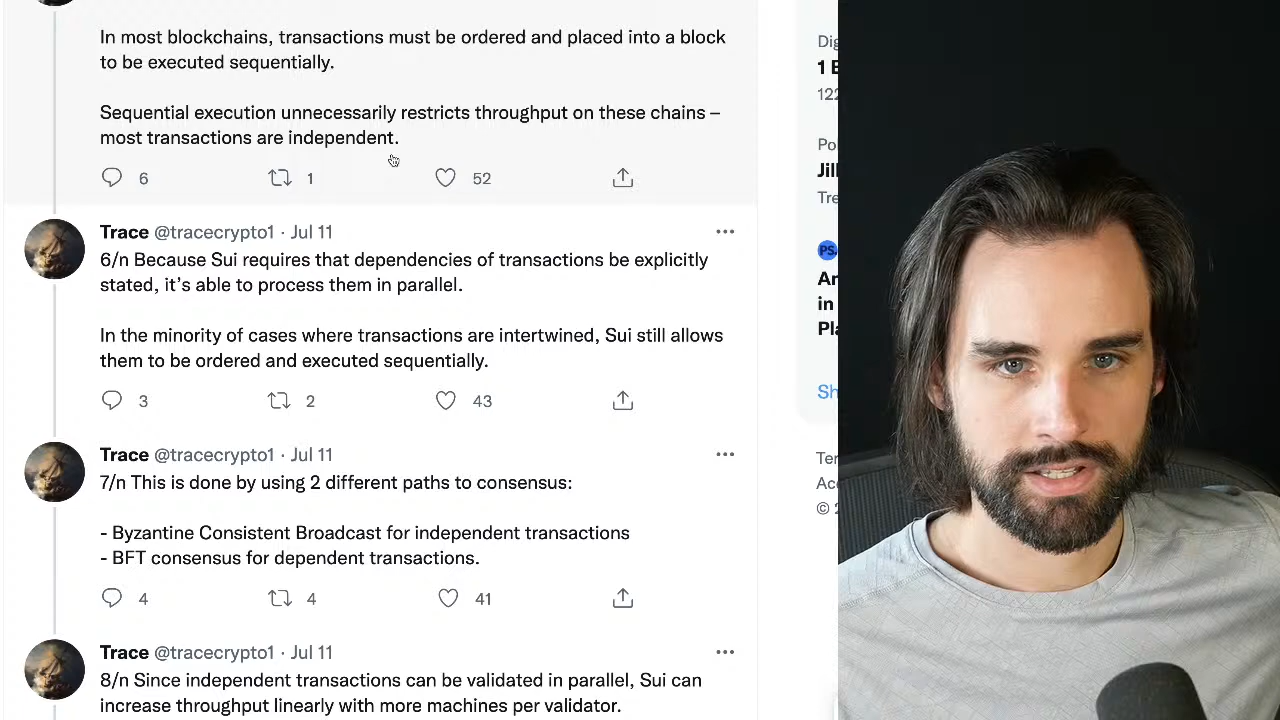 In most blockchains, transactions must be ordered and placed into a block
to be executed sequentially.
Sequential execution unnecessarily restricts throughput on these chains –
most transactions are independent.
6
1
52
Trace @tracecrypto1 · Jul 11
6/n Because Sui requires that dependencies of transactions be explicitly
stated, it’s able to process them in parallel.
In the minority of cases where transactions are intertwined, Sui still allows
them to be ordered and executed sequentially.
3
2
43
Trace @tracecrypto1 · Jul 11
7/n This is done by using 2 different paths to consensus:
- Byzantine Consistent Broadcast for independent transactions
- BFT consensus for dependent transactions.
4
4
41
Trace @tracecrypto1 · Jul 11
8/n Since independent transactions can be validated in parallel, Sui can
increase throughput linearly with more machines per validator.
Dig
1
122
Po
Jill
Tre
PS
Ar
in
Pla
Sh
Ter
Acc
©